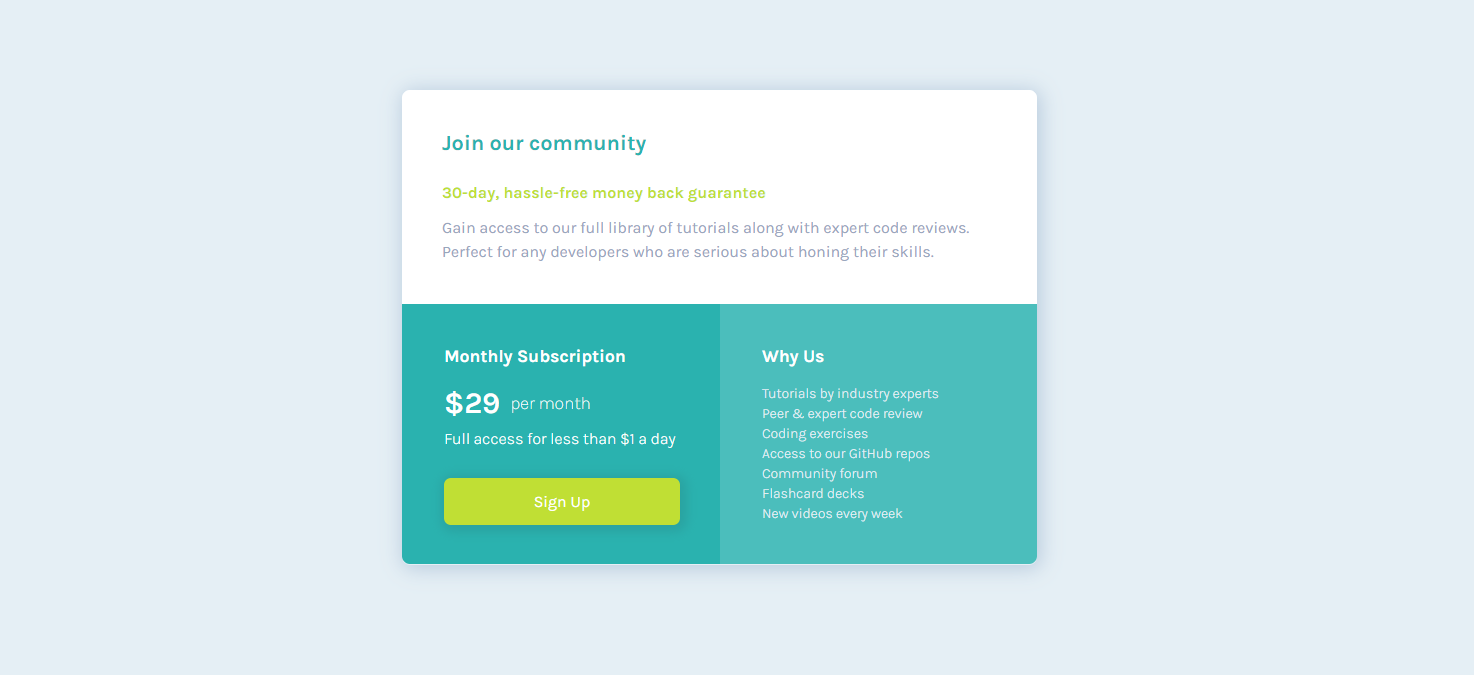 Join our community
30-day, hassle-free money back guarantee
Gain access to our full library of tutorials along with expert code reviews.
Perfect for any developers who are serious about honing their skills.
Monthly Subscription
$29 per month
Full access for less than $1 a day
Sign Up
Why Us
Tutorials by industry experts
Peer & expert code review
Coding exercises
Access to our GitHub repos
Community forum
Flashcard decks
New videos every week